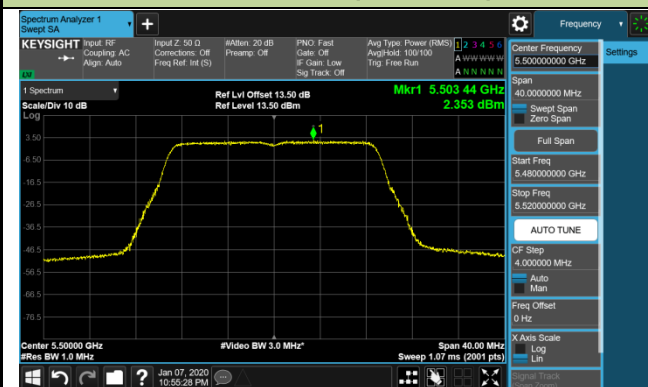 Spectrum Analyzer 1
Swept SA
Frequency
KEYSIGHT
Input: RF
Coupling: AC
Align: Auto
Input Z: 50 Ω
Corrections: Off
Freq Ref: Int (S)
#Atten: 20 dB
Preamp: Off
PNO: Fast
Gate: Off
IF Gain: Low
Sig Track: Off
Avg Type: Power (RMS)
Avg|Hold: 100/100
Trig: Free Run
1 2 3 4 5 6
A W W W W W
A N N N N N
1 Spectrum
Scale/Div 10 dB
Log
Ref Lvl Offset 13.50 dB
Ref Level 13.50 dBm
Mkr1 5.503 44 GHz
2.353 dBm
1
3.50
-6.50
-16.5
-26.5
-36.5
-46.5
-56.5
-66.5
-76.5
Center 5.50000 GHz
#Res BW 1.0 MHz
#Video BW 3.0 MHz*
Span 40.00 MHz
Sweep 1.07 ms (2001 pts)
Jan 07, 2020
10:55:28 PM
Center Frequency
5.500000000 GHz
Span
40.0000000 MHz
Swept Span
Zero Span
Full Span
Start Freq
5.480000000 GHz
Stop Freq
5.520000000 GHz
AUTO TUNE
CF Step
4.000000 MHz
Auto
Man
Freq Offset
0 Hz
X Axis Scale
Log
Lin
Signal Track
Settings